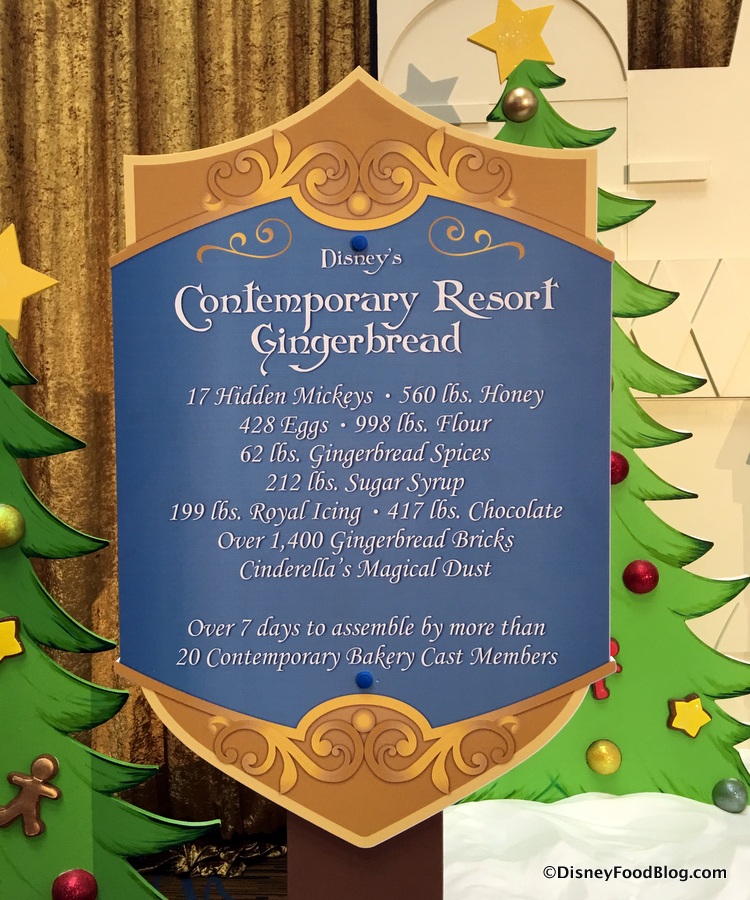 Disney's
Contemporary Resort
Gingerbread
17 Hidden Mickeys • 560 lbs. Honey
428 Eggs • 998 lbs. Flour
62 lbs. Gingerbread Spices
212 lbs. Sugar Syrup
199 lbs. Royal Icing • 417 lbs. Chocolate
Over 1,400 Gingerbread Bricks
Cinderella's Magical Dust
Over 7 days to assemble by more than
20 Contemporary Bakery Cast Members
©DisneyFoodBlog.com